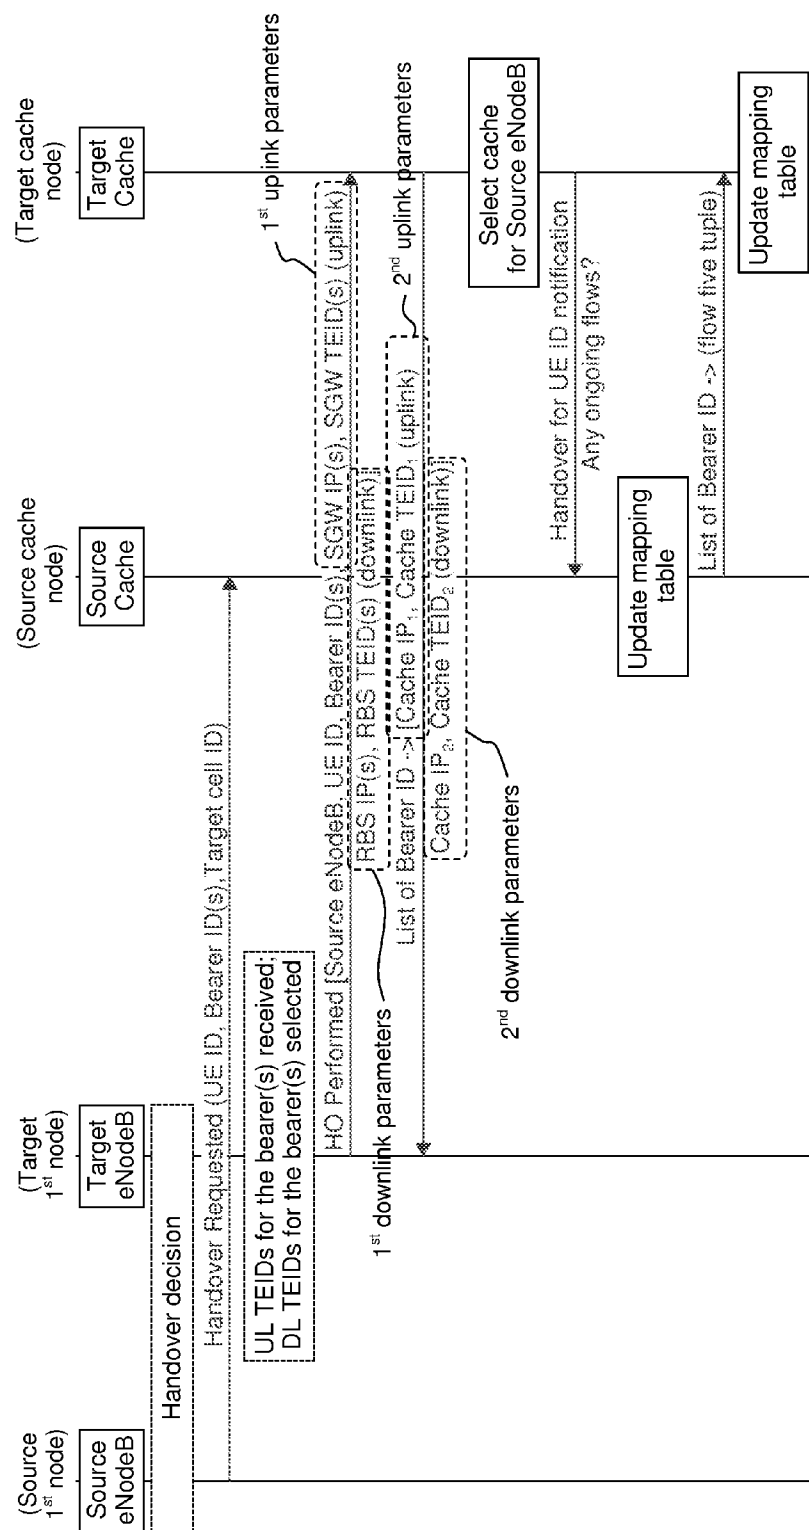 (Source
1st node)
Source
eNodeB
(Target
1st node)
Target
eNodeB
(Source cache
node)
Source
Cache
(Target cache
node)
Target
Cache
Handover decision
Handover Requested (UE ID, Bearer ID(s),Target cell ID)
UL TEIDs for the bearer(s) received;
DL TEIDs for the bearer(s) selected
1st uplink parameters
HO Performed [Source eNodeB, UE ID, Bearer ID(s), SGW IP(s), SGW TEID(s) (uplink)
RBS IP(s), RBS TEID(s) (downlink)]
1st downlink parameters
2nd uplink parameters
List of Bearer ID -> [Cache IP1, Cache TEID1 (uplink)
Cache IP2, Cache TEID2 (downlink)]
2nd downlink parameters
Select cache
for Source eNodeB
Handover for UE ID notification
Any ongoing flows?
Update mapping
table
List of Bearer ID -> (flow five tuple)
Update mapping
table